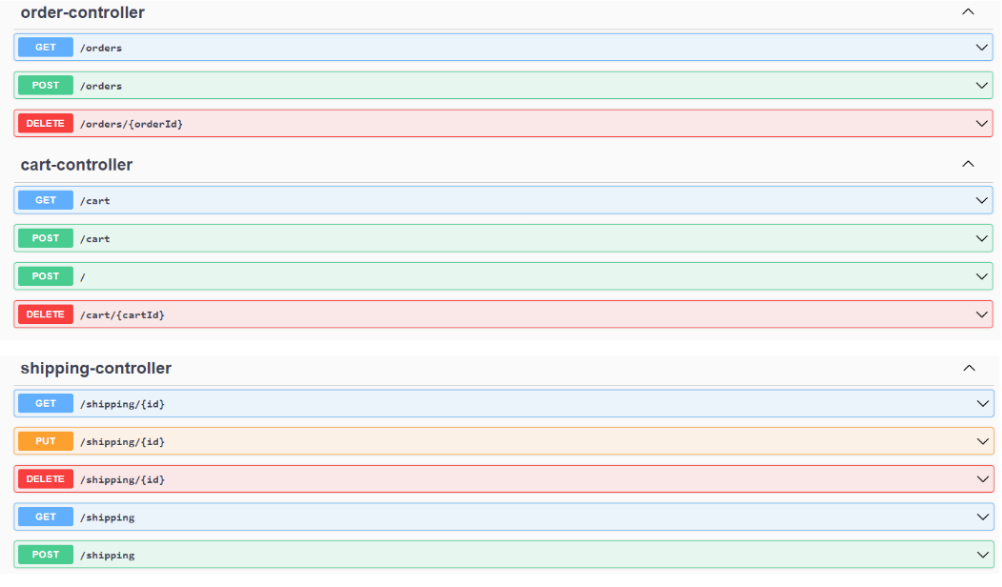 order-controller
GET /orders
POST /orders
DELETE /orders/{orderId}
cart-controller
GET /cart
POST /cart
POST /
DELETE /cart/{cartId}
shipping-controller
GET /shipping/{id}
PUT /shipping/{id}
DELETE /shipping/{id}
GET /shipping
POST /shipping